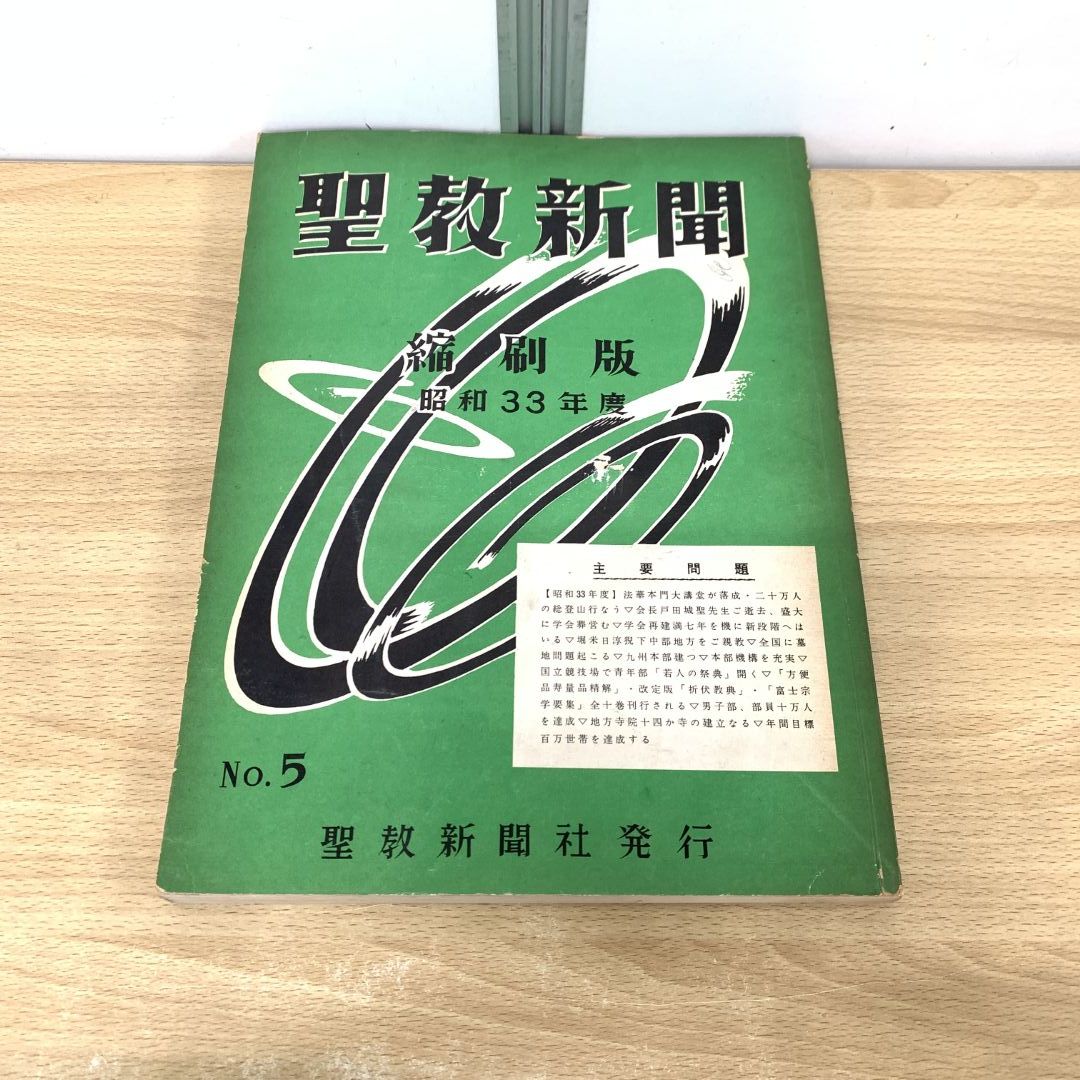 聖教新聞
縮刷版
昭和33年度
主要問題
【昭和33年度】法華本門大講堂が落成・二十万人
の総登山行なう▽会長戸田城聖先生ご逝去、盛大
に学会葬営む▽学会再建満七年を機に新段階へは
いる▽堀米日淳猊下中部地方をご親教▽全国に墓
地問題起こる▽九州本部建つ▽本部機構を充実▽
国立競技場で青年部「若人の祭典」開く▽「方便
品寿量品精解」・改定版「折伏教典」・「富士宗
学要集」全十巻刊行される▽男子部、部員十万人
を達成▽地方寺院十四か寺の建立なる▽年間目標
百万世帯を達成する
No.5
聖教新聞社発行